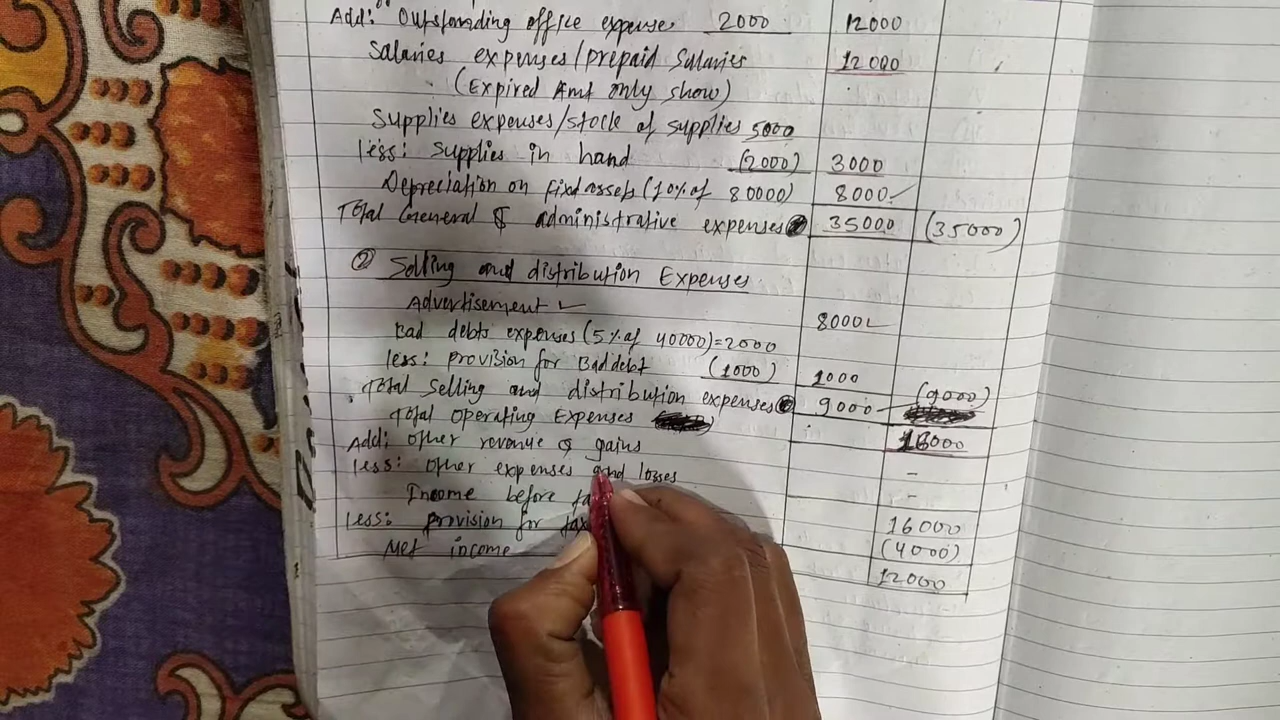 Add: Outstanding office expense 2000 12000
Salaries expenses/prepaid Salaries 12000
(Expired Amt only show)
Supplies expenses/stock of supplies 5000
less: supplies in hand (2000) 3000
Depreciation on fixed assets (10% of 80000) 8000
Total General & administrative expenses 35000 (35000)
② Selling and distribution Expenses
Advertisement 8000
Bad debts expenses (5% of 40000)=2000
less: provision for Bad debt (1000) 1000
Total Selling and distribution expenses 9000 (9000)
Total Operating Expenses 16000
Add: other revenue & gains -
less: other expenses and losses -
Income before 16000
less: provision for tax (4000)
Net income 12000